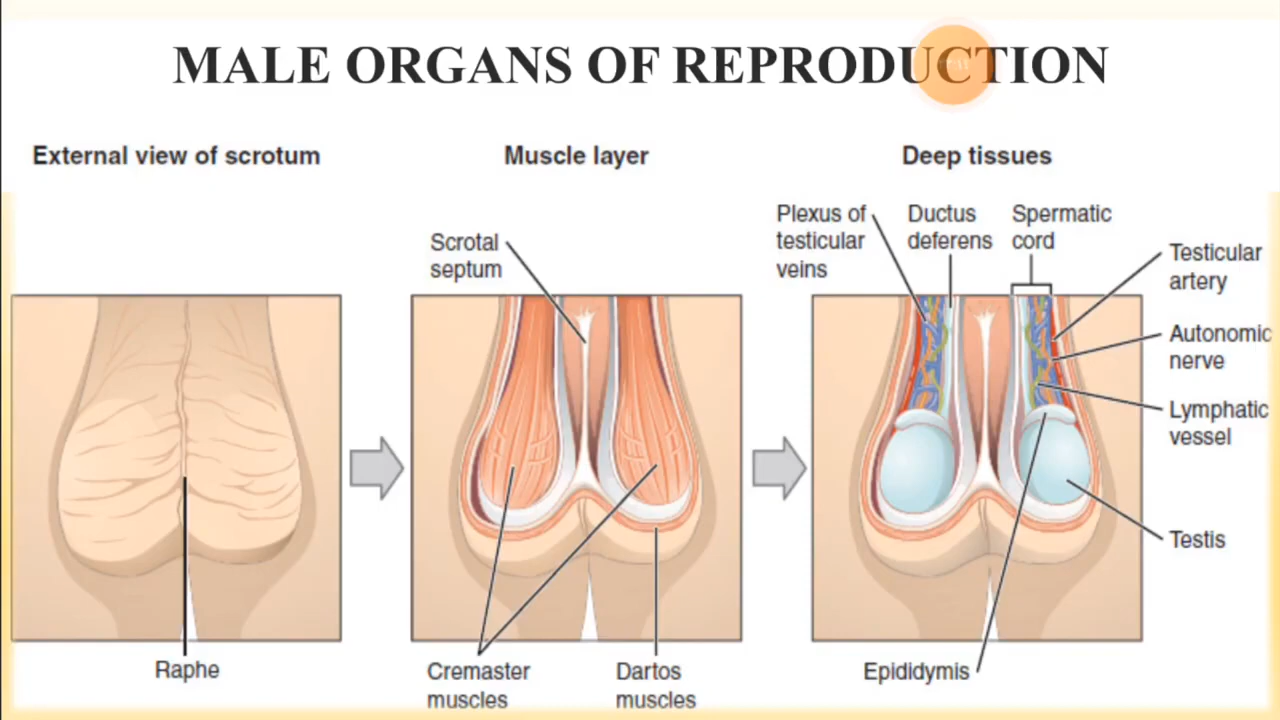 MALE ORGANS OF REPRODUCTION
External view of scrotum
Muscle layer
Deep tissues
Scrotal
septum
Plexus of
testicular
veins
Ductus
deferens
Spermatic
cord
Testicular
artery
Autonomic
nerve
Lymphatic
vessel
Testis
Raphe
Cremaster
muscles
Dartos
muscles
Epididymis